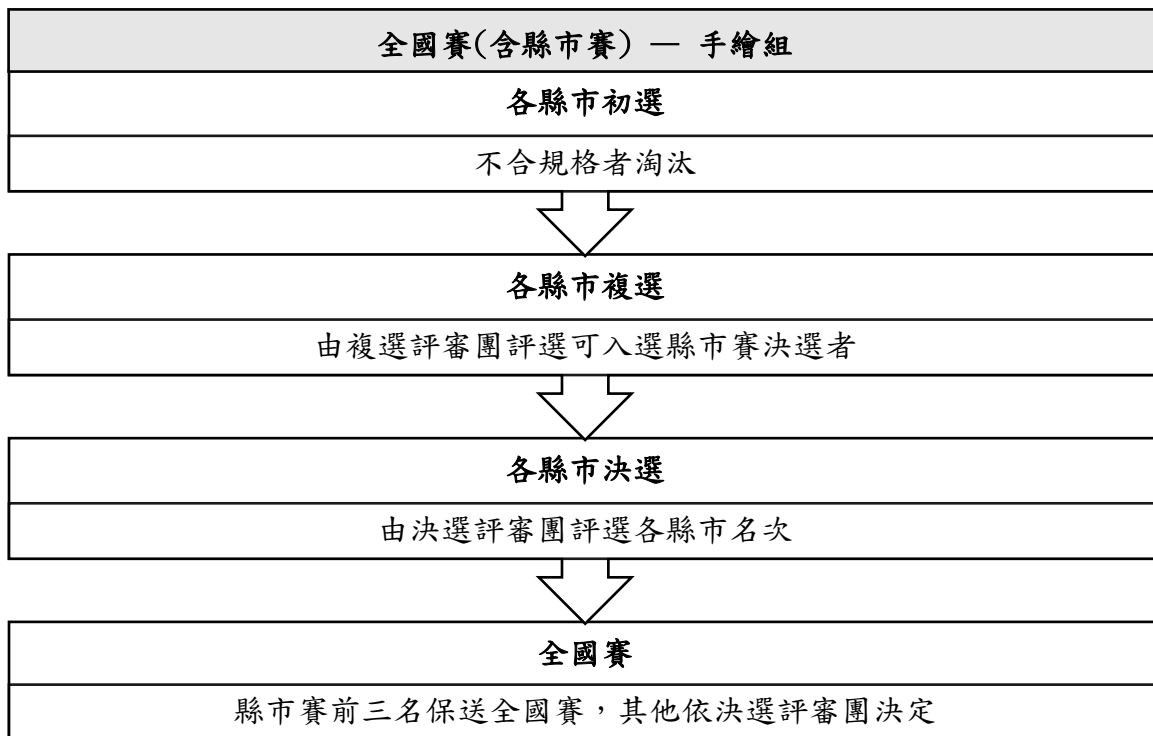 全國賽(含縣市賽) — 手繪組
各縣市初選
不合規格者淘汰
各縣市複選
由複選評審團評選可入選縣市賽決選者
各縣市決選
由決選評審團評選各縣市名次
全國賽
縣市賽前三名保送全國賽，其他依決選評審團決定